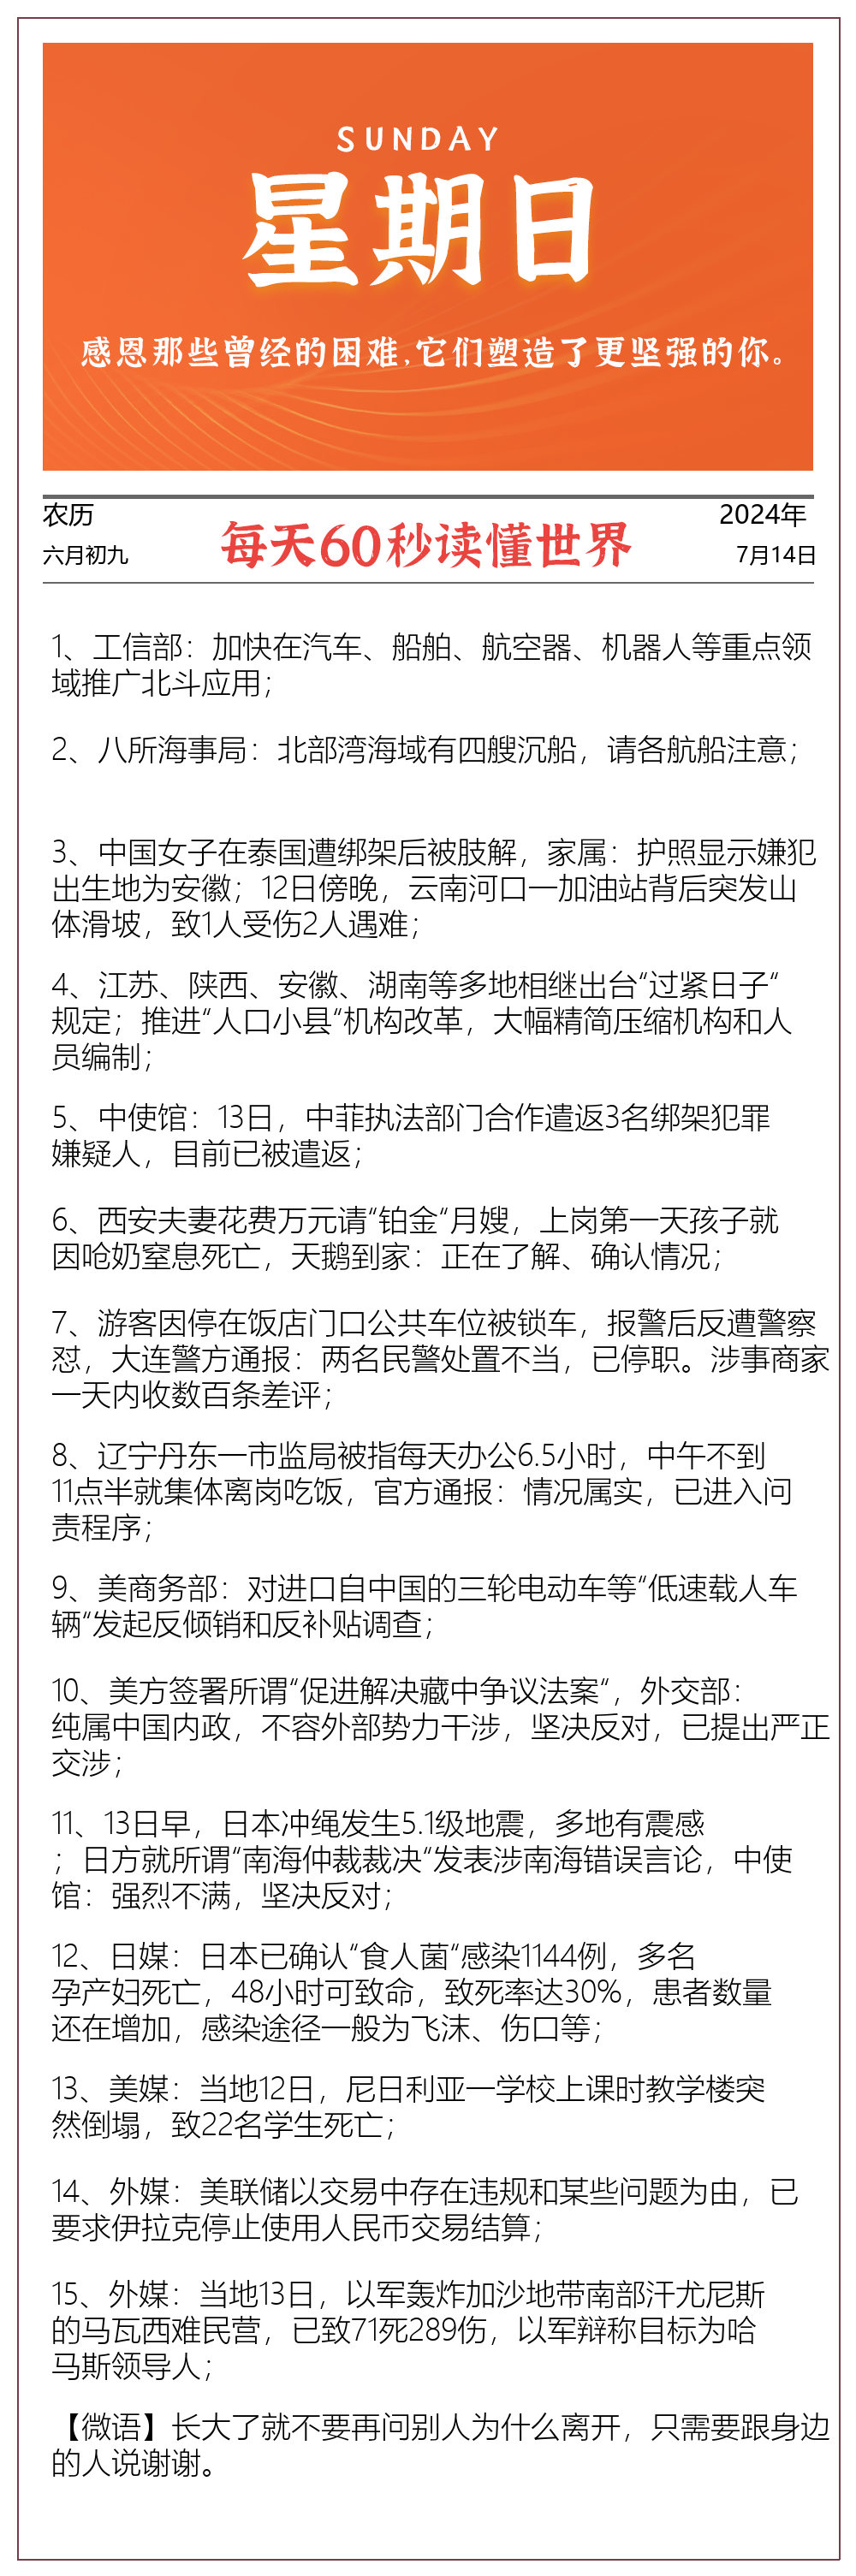 SUNDAY
星期日
感恩那些曾经的困难,它们塑造了更坚强的你。
农历
2024年
每天60秒读懂世界
六月初九
7月14日
1、工信部：加快在汽车、船舶、航空器、机器人等重点领
域推广北斗应用；
2、八所海事局：北部湾海域有四艘沉船，请各航船注意；
3、中国女子在泰国遭绑架后被肢解，家属：护照显示嫌犯
出生地为安徽；12日傍晚，云南河口一加油站背后突发山
体滑坡，致1人受伤2人遇难；
4、江苏、陕西、安徽、湖南等多地相继出台“过紧日子“
规定；推进“人口小县“机构改革，大幅精简压缩机构和人
员编制；
5、中使馆：13日，中菲执法部门合作遣返3名绑架犯罪
嫌疑人，目前已被遣返；
6、西安夫妻花费万元请“铂金“月嫂，上岗第一天孩子就
因呛奶窒息死亡，天鹅到家：正在了解、确认情况；
7、游客因停在饭店门口公共车位被锁车，报警后反遭警察
怼，大连警方通报：两名民警处置不当，已停职。涉事商家
一天内收数百条差评；
8、辽宁丹东一市监局被指每天办公6.5小时，中午不到
11点半就集体离岗吃饭，官方通报：情况属实，已进入问
责程序；
9、美商务部：对进口自中国的三轮电动车等“低速载人车
辆“发起反倾销和反补贴调查；
10、美方签署所谓“促进解决藏中争议法案“，外交部：
纯属中国内政，不容外部势力干涉，坚决反对，已提出严正
交涉；
11、13日早，日本冲绳发生5.1级地震，多地有震感
；日方就所谓“南海仲裁裁决“发表涉南海错误言论，中使
馆：强烈不满，坚决反对；
12、日媒：日本已确认“食人菌“感染1144例，多名
孕产妇死亡，48小时可致命，致死率达30%，患者数量
还在增加，感染途径一般为飞沫、伤口等；
13、美媒：当地12日，尼日利亚一学校上课时教学楼突
然倒塌，致22名学生死亡；
14、外媒：美联储以交易中存在违规和某些问题为由，已
要求伊拉克停止使用人民币交易结算；
15、外媒：当地13日，以军轰炸加沙地带南部汗尤尼斯
的马瓦西难民营，已致71死289伤，以军辩称目标为哈
马斯领导人；
【微语】长大了就不要再问别人为什么离开，只需要跟身边
的人说谢谢。